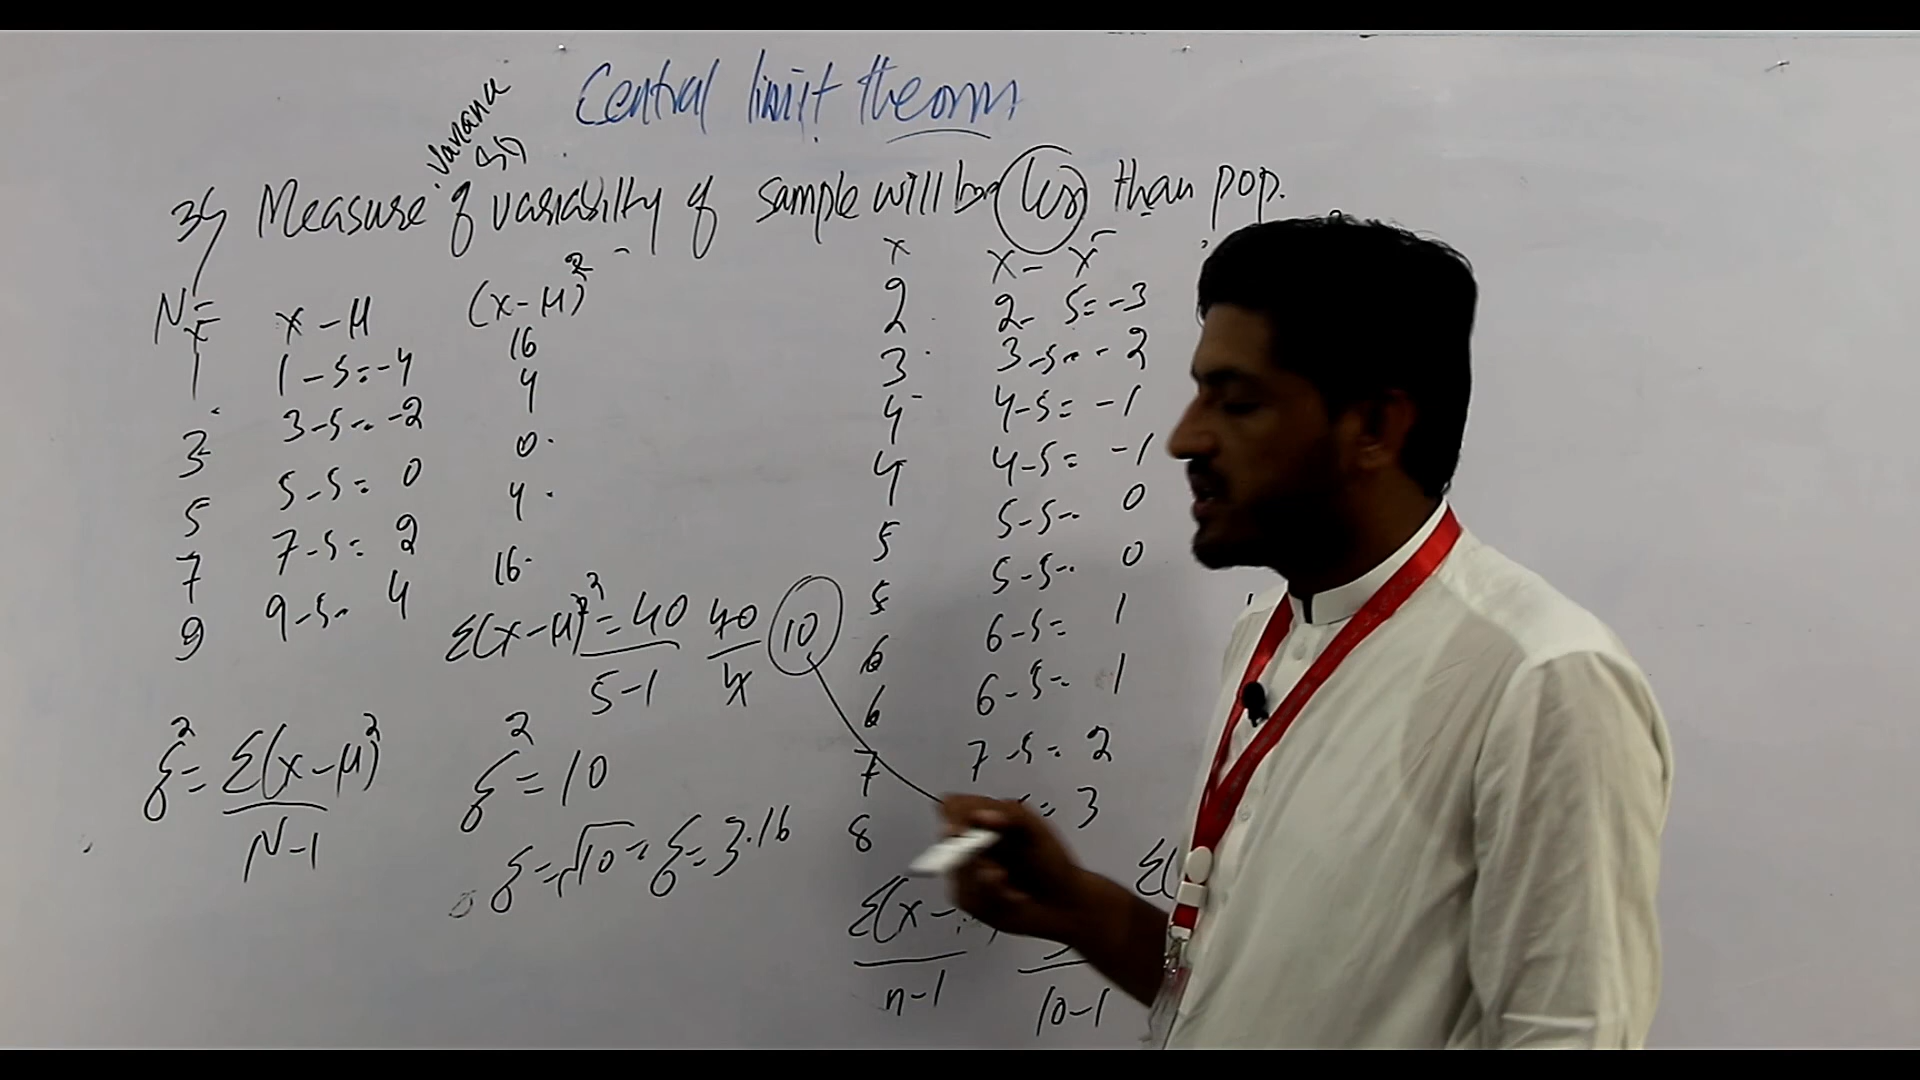 Central limit theorm
variance
SD
3) Measure of variability of sample will be less than pop.
N=
x
x-μ
(x-μ)²
1
1-5=-4
16
3
3-5=-2
4
5
5-5=0
0
7
7-5=2
4
9
9-5=4
16
Σ(x-μ)²=40
5-1
40
4
10
σ²=Σ(x-μ)²
N-1
σ²=10
σ=√10=σ=3.16
x
x-x̄
2
2-5=-3
3
3-5=-2
4
4-5=-1
4
4-5=-1
5
5-5=0
5
5-5=0
6
6-5=1
6
6-5=1
7
7-5=2
8
=3
Σ(x-
n-1
10-1
Σ(